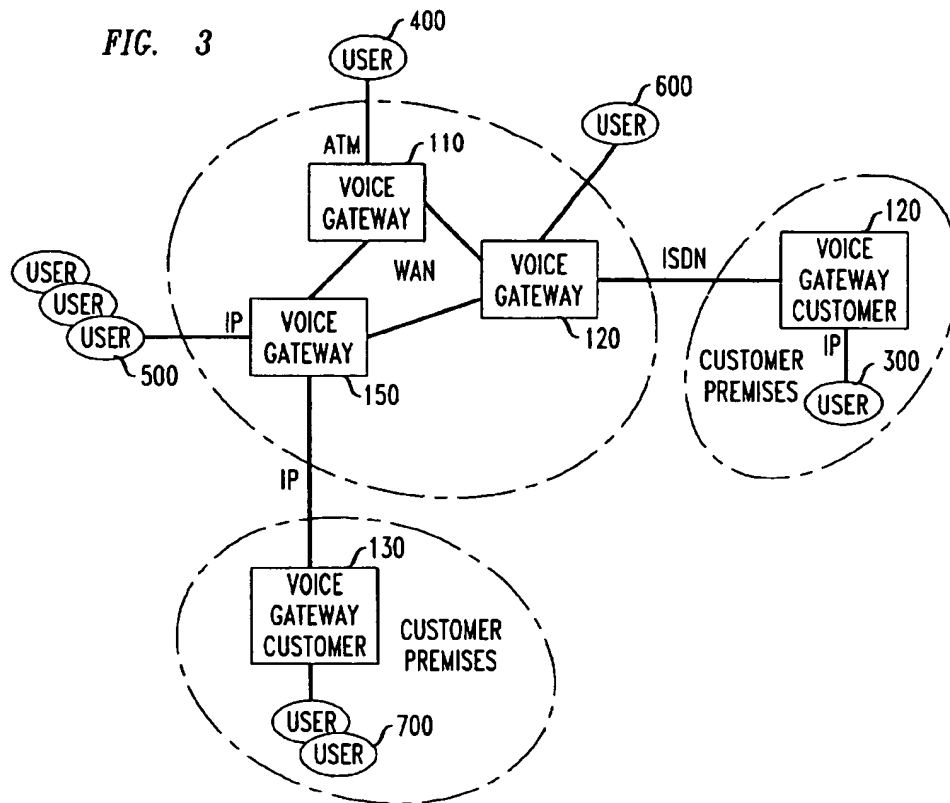 FIG. 3
400
USER
600
USER
ATM
110
VOICE
GATEWAY
WAN
VOICE
GATEWAY
120
ISDN
120
VOICE
GATEWAY
CUSTOMER
IP
CUSTOMER
PREMISES
300
USER
USER
USER
USER
500
IP
VOICE
GATEWAY
150
IP
130
VOICE
GATEWAY
CUSTOMER
CUSTOMER
PREMISES
USER
USER
700